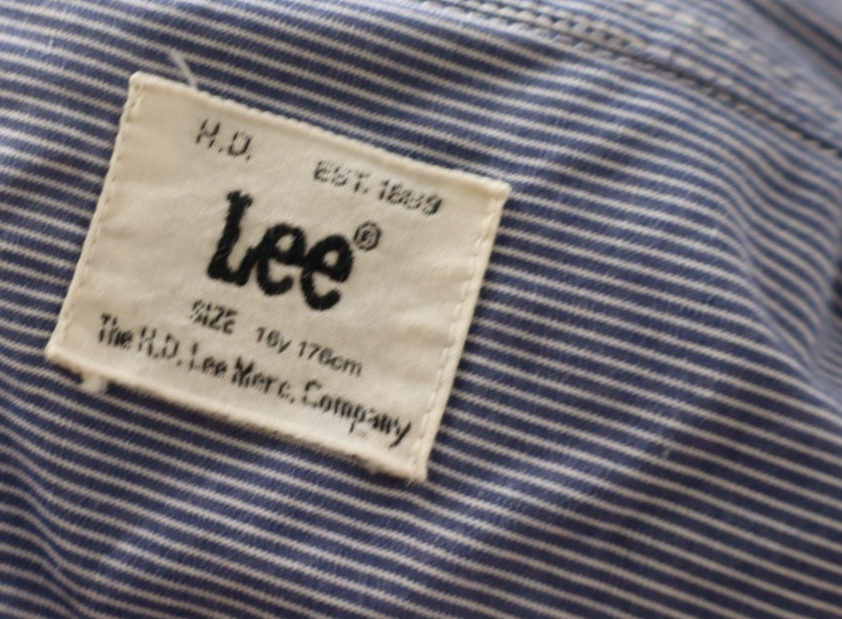 H.D. EST. 1889
Lee®
SIZE 16y 176cm
The H.D. Lee Merc. Company